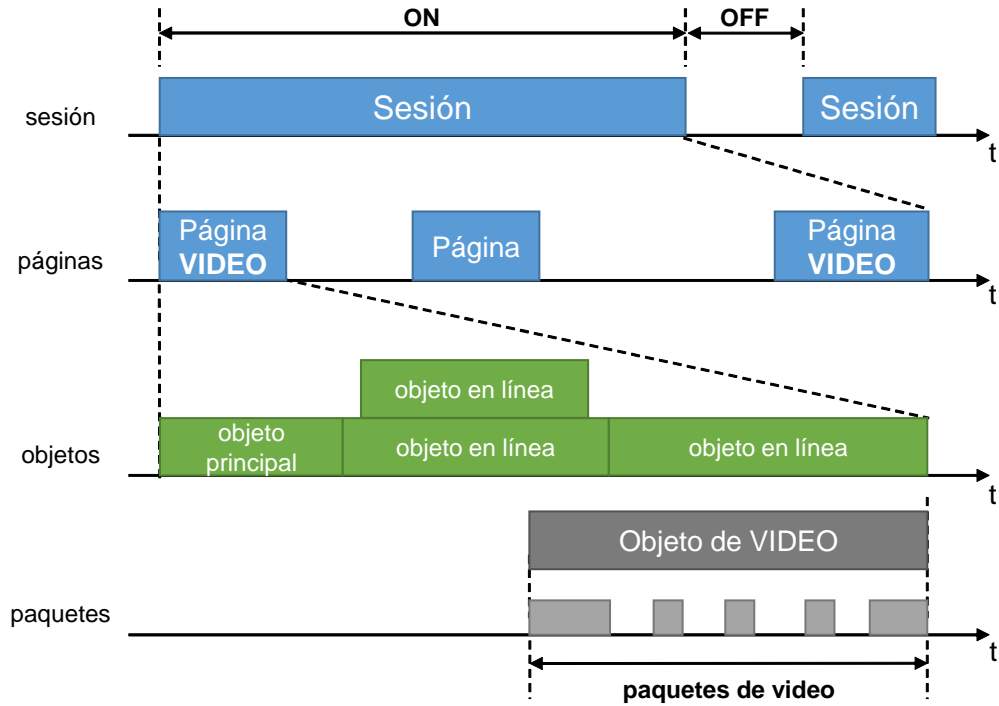 ON
OFF
sesión
Sesión
Sesión
t
páginas
Página
VIDEO
Página
Página
VIDEO
t
objetos
objeto en línea
objeto
principal
objeto en línea
objeto en línea
t
Objeto de VIDEO
paquetes
t
paquetes de video